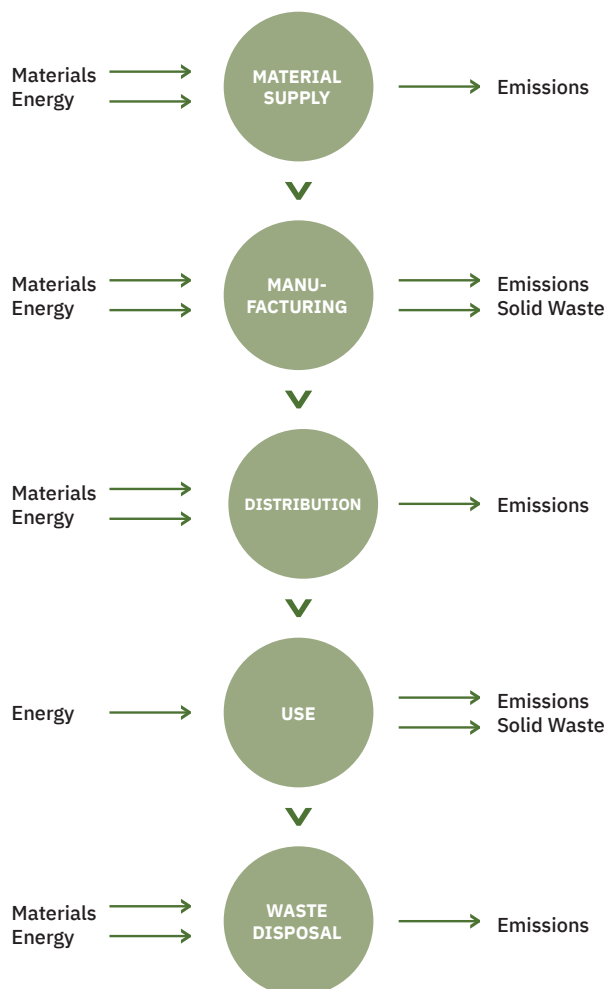 Materials
Energy
MATERIAL
SUPPLY
Emissions
Materials
Energy
MANU-
FACTURING
Emissions
Solid Waste
Materials
Energy
DISTRIBUTION
Emissions
Energy
USE
Emissions
Solid Waste
Materials
Energy
WASTE
DISPOSAL
Emissions